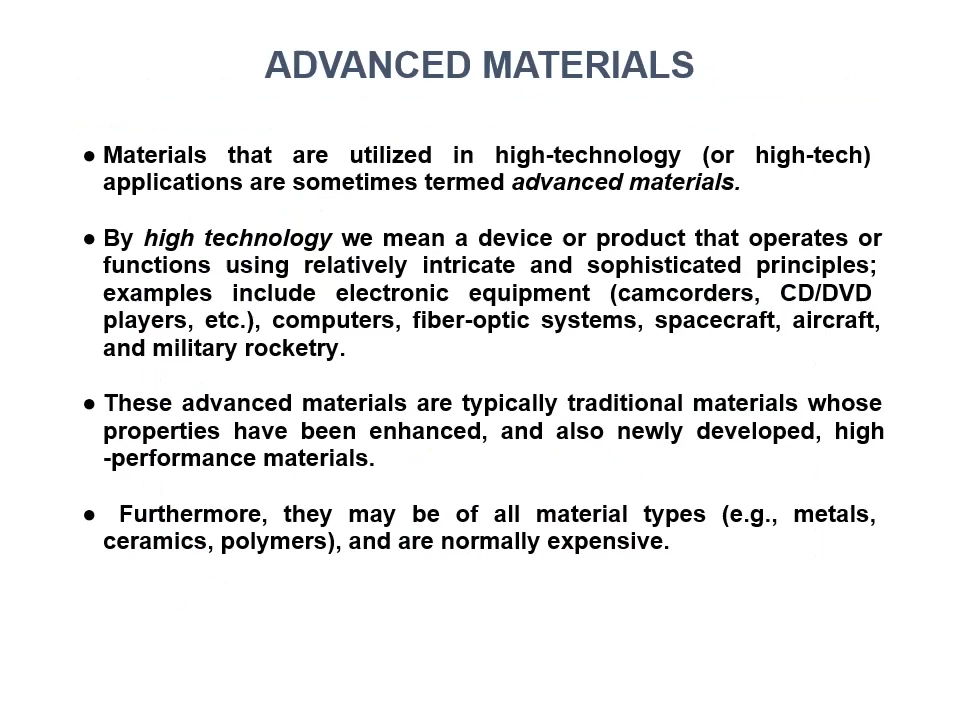 ADVANCED MATERIALS
● Materials that are utilized in high-technology (or high-tech)
applications are sometimes termed advanced materials.
● By high technology we mean a device or product that operates or
functions using relatively intricate and sophisticated principles;
examples include electronic equipment (camcorders, CD/DVD
players, etc.), computers, fiber-optic systems, spacecraft, aircraft,
and military rocketry.
● These advanced materials are typically traditional materials whose
properties have been enhanced, and also newly developed, high
-performance materials.
● Furthermore, they may be of all material types (e.g., metals,
ceramics, polymers), and are normally expensive.